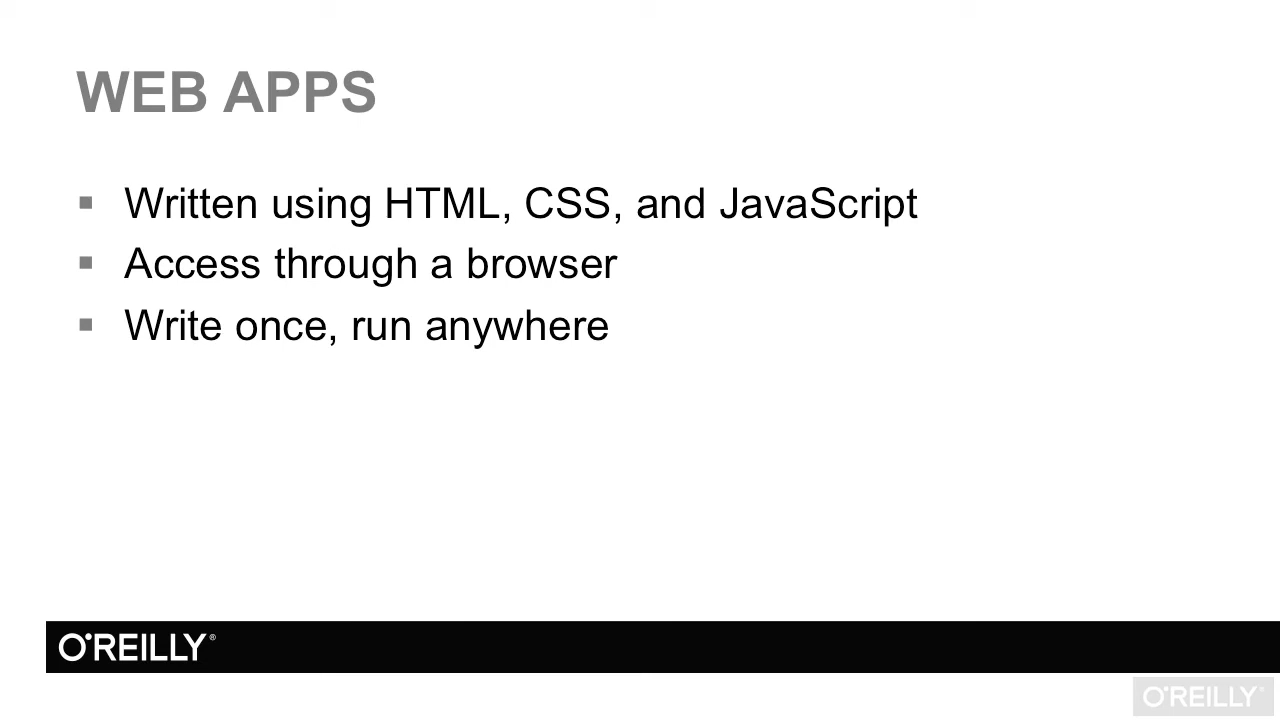 WEB APPS
▪ Written using HTML, CSS, and JavaScript
▪ Access through a browser
▪ Write once, run anywhere
O'REILLY®
O'REILLY®